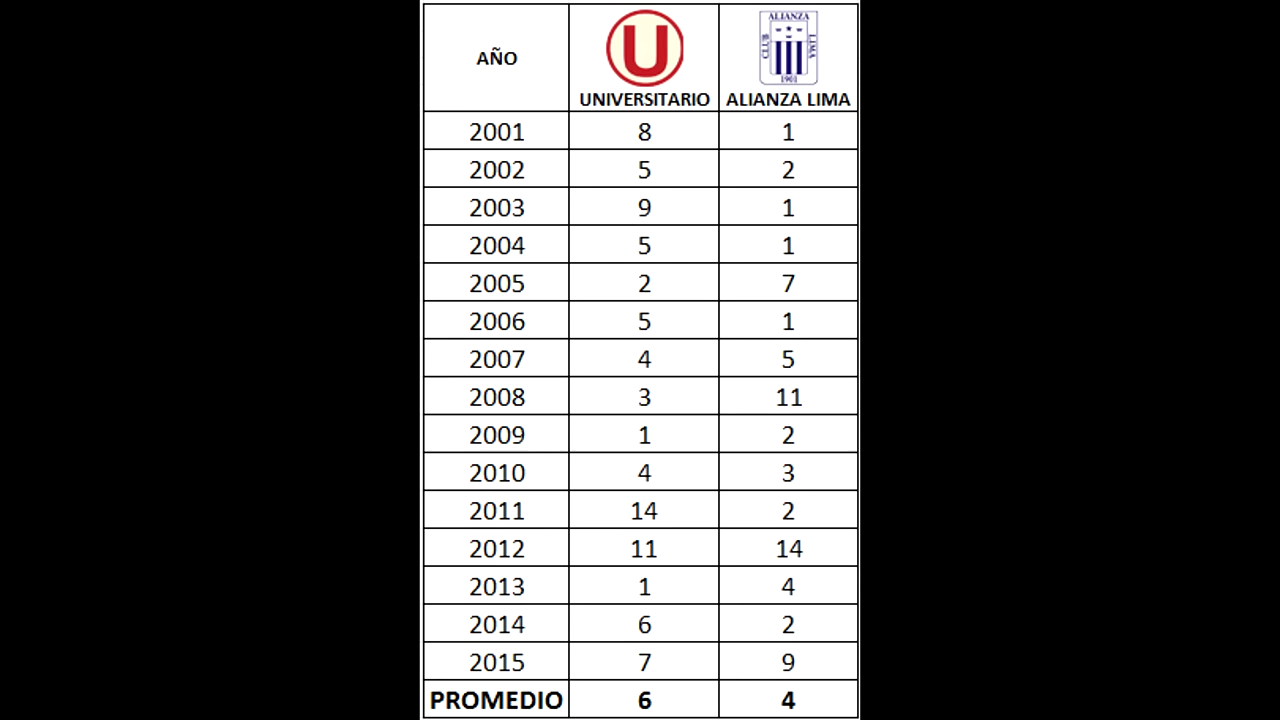 AÑO U UNIVERSITARIO ALIANZA CLUB LIMA 1901 ALIANZA LIMA
2001 8 1
2002 5 2
2003 9 1
2004 5 1
2005 2 7
2006 5 1
2007 4 5
2008 3 11
2009 1 2
2010 4 3
2011 14 2
2012 11 14
2013 1 4
2014 6 2
2015 7 9
PROMEDIO 6 4